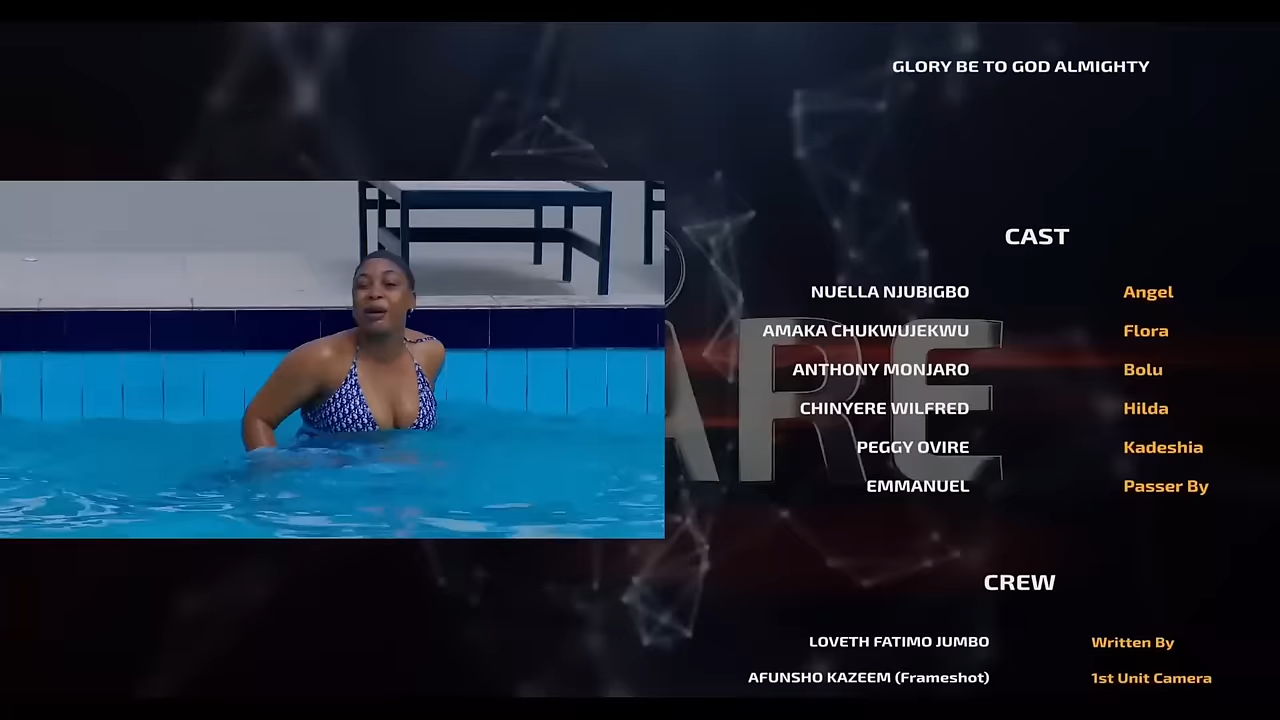 GLORY BE TO GOD ALMIGHTY
CAST
NUELLA NJUBIGBO Angel
AMAKA CHUKWUJEKWU Flora
ANTHONY MONJARO Bolu
CHINYERE WILFRED Hilda
PEGGY OVIRE Kadeshia
EMMANUEL Passer By
ARE
CREW
LOVETH FATIMO JUMBO Written By
AFUNSHO KAZEEM (Frameshot) 1st Unit Camera